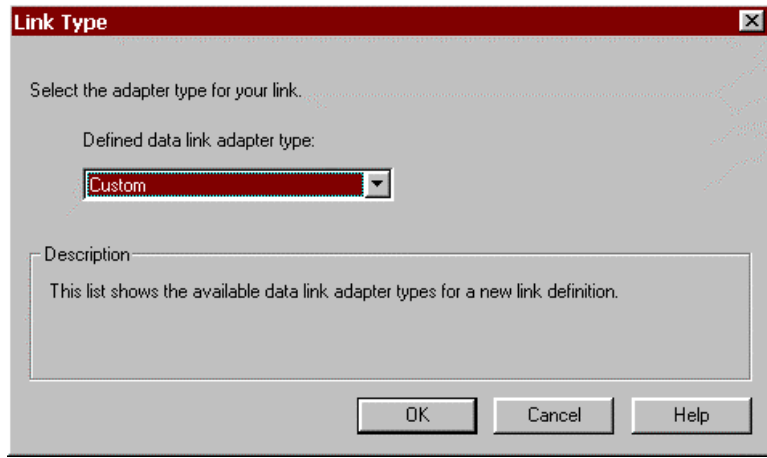 Link Type
Select the adapter type for your link.
Defined data link adapter type:
Custom
Description
This list shows the available data link adapter types for a new link definition.
OK Cancel Help